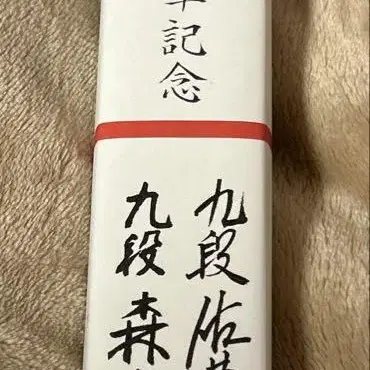 記念
九段 佐
九段 森